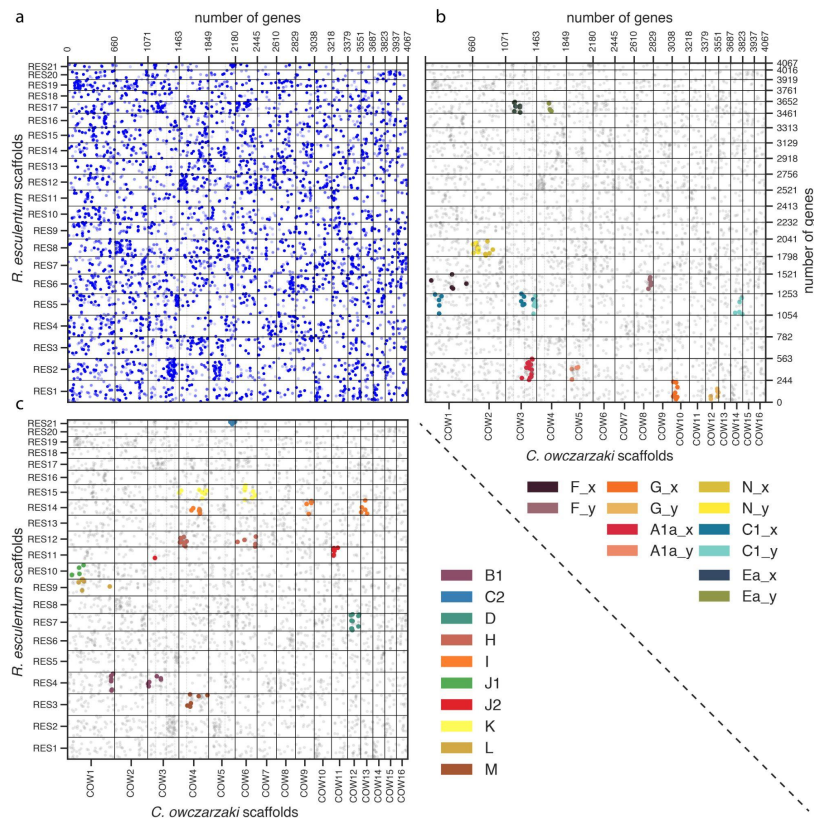 a
number of genes
0 660 1071 1463 1849 2180 2445 2610 2829 3038 3118 3379 3551 3687 3823 3937 4067
R. esculentum scaffolds
RES21
RES20
RES19
RES18
RES17
RES16
RES15
RES14
RES13
RES12
RES11
RES10
RES9
RES8
RES7
RES6
RES5
RES4
RES3
RES2
RES1
b
number of genes
660 1071 1463 1849 2180 2445 2610 2829 3038 3118 3379 3551 3687 3823 3937 4067
4067
4016
3919
3761
3652
3461
3313
3129
2918
2756
2521
2413
2232
2041
1798
1521
1253
1054
782
563
244
0
number of genes
COW1 COW2 COW3 COW4 COW5 COW6 COW7 COW8 COW9 COW10 COW11 COW12 COW13 COW14 COW15 COW16
C. owczarzaki scaffolds
F_x
F_y
G_x
G_y
A1a_x
A1a_y
N_x
N_y
C1_x
C1_y
Ea_x
Ea_y
c
R. esculentum scaffolds
RES21
RES20
RES19
RES18
RES17
RES16
RES15
RES14
RES13
RES12
RES11
RES10
RES9
RES8
RES7
RES6
RES5
RES4
RES3
RES2
RES1
COW1 COW2 COW3 COW4 COW5 COW6 COW7 COW8 COW9 COW10 COW11 COW12 COW13 COW14 COW15 COW16
C. owczarzaki scaffolds
B1
C2
D
H
I
J1
J2
K
L
M